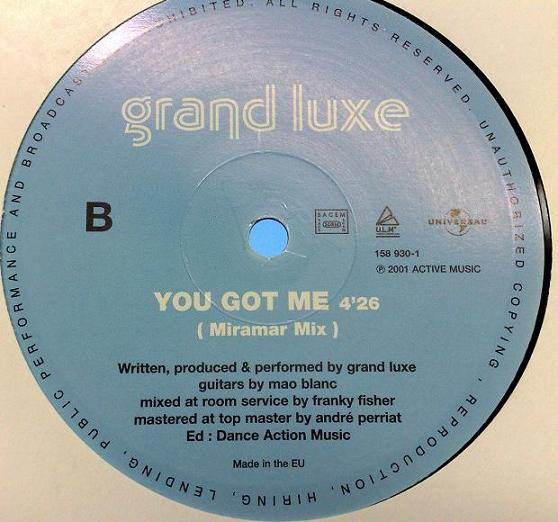 HIBITED. ALL RIGHTS RESERVED. UNAUTHORIZED COPYING, REPRODUCTION, HIRING, LENDING, PUBLIC PERFORMANCE AND BROADCAS
grand luxe
B
SACEM
U.L.M
UNIVERSAL
158 930-1
℗ 2001 ACTIVE MUSIC
YOU GOT ME 4'26
( Miramar Mix )
Written, produced & performed by grand luxe
guitars by mao blanc
mixed at room service by franky fisher
mastered at top master by andré perriat
Ed : Dance Action Music
Made in the EU